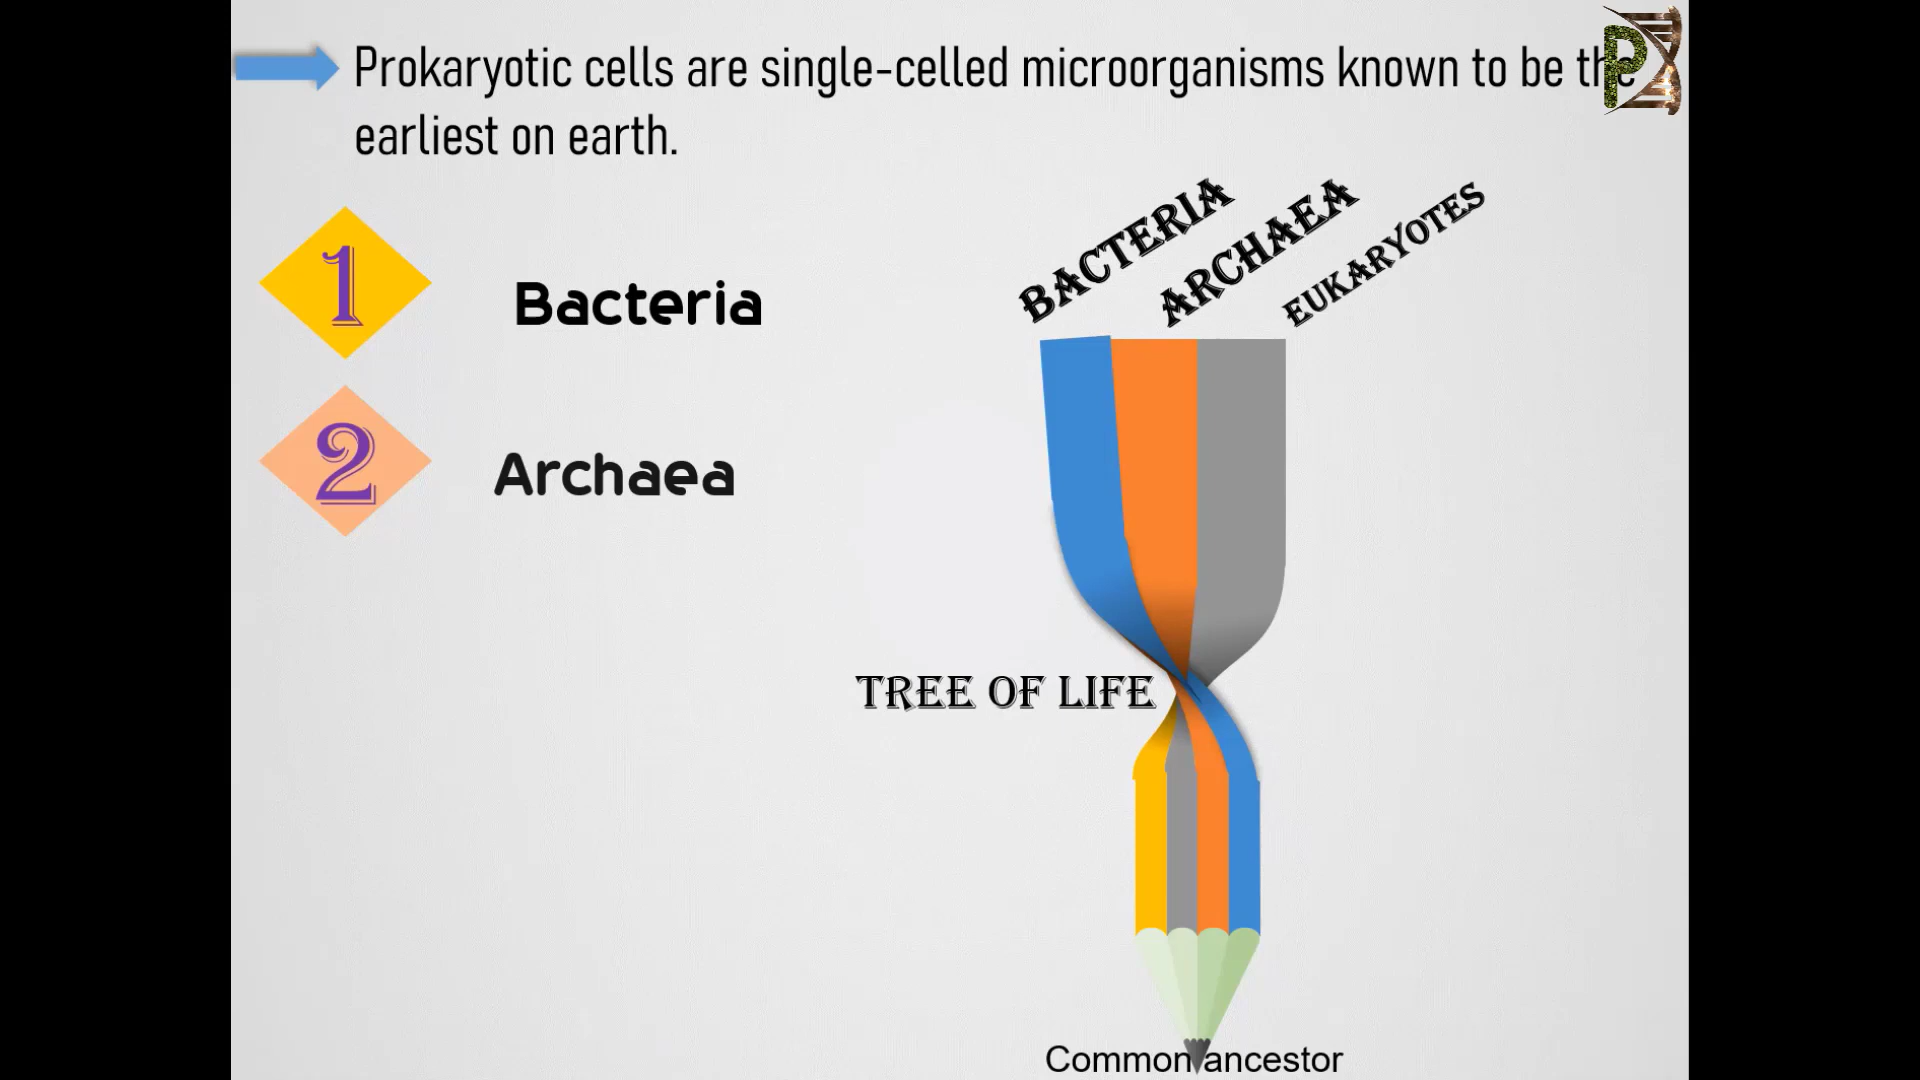 Prokaryotic cells are single-celled microorganisms known to be the
earliest on earth.
1
Bacteria
2
Archaea
BACTERIA
ARCHAEA
EUKARYOTES
TREE OF LIFE
Common ancestor
P